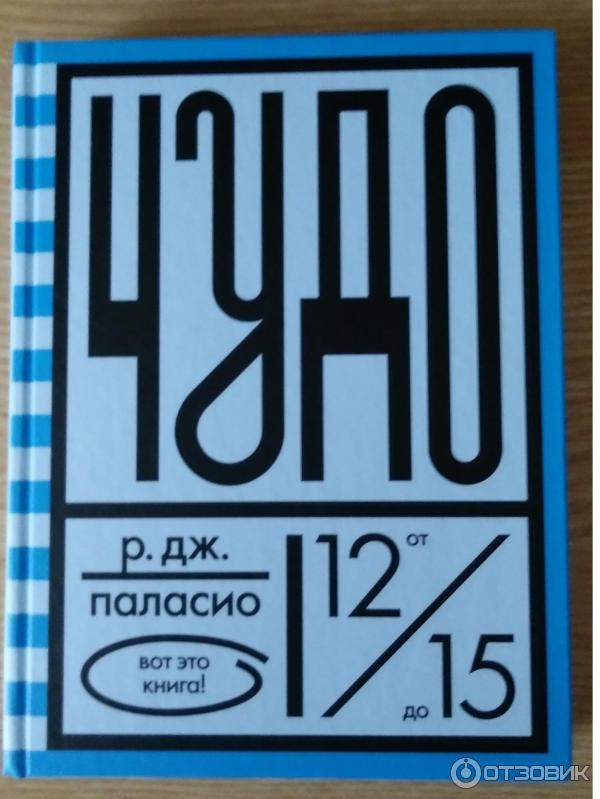 ЧУДО
р. дж.
паласио
вот это
книга!
от 12
до 15
ОТЗОВИК